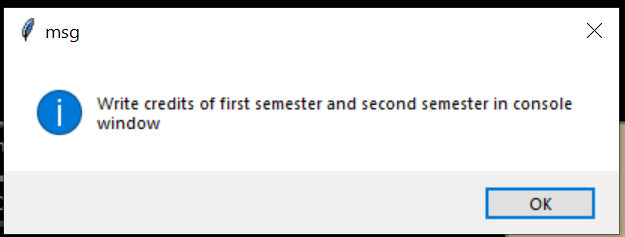 msg
Write credits of first semester and second semester in console
window
OK